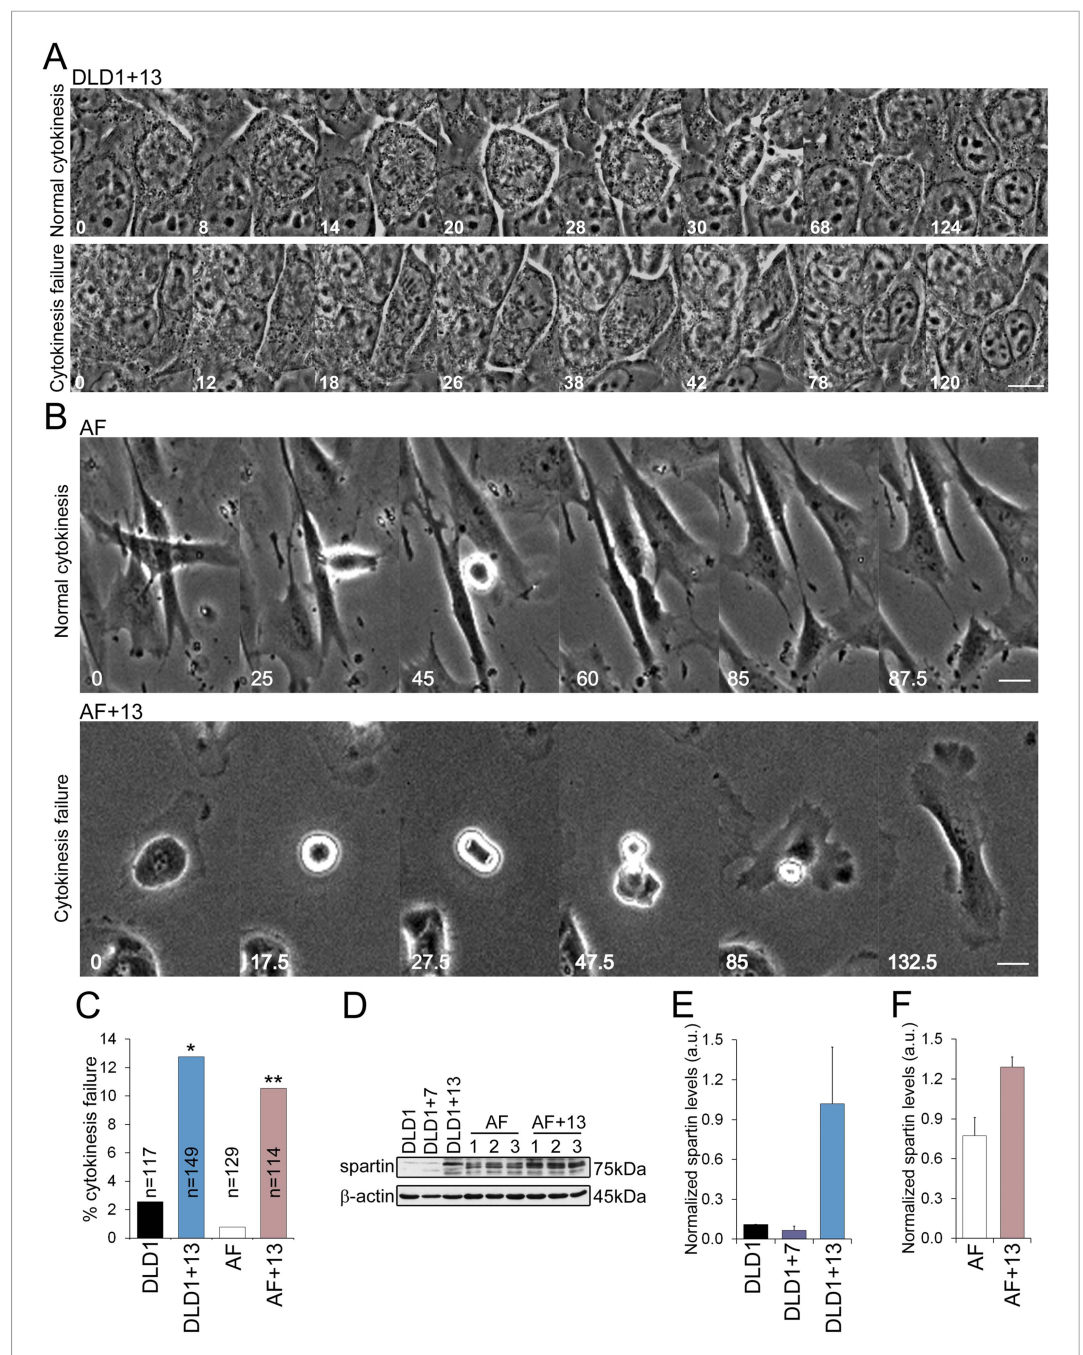 A
DLD1+13
Normal cytokinesis
0 8 14 20 28 30 68 124
Cytokinesis failure
0 12 18 26 38 42 78 120
B
AF
Normal cytokinesis
0 25 45 60 85 87.5
AF+13
Cytokinesis failure
0 17.5 27.5 47.5 85 132.5
C
% cytokinesis failure
14
12
10
8
6
4
2
0
* **
n=117 n=149 n=129 n=114
DLD1 DLD1+13 AF AF+13
D
DLD1 DLD1+7 DLD1+13 AF AF+13
1 2 3 1 2 3
spartin 75kDa
β-actin 45kDa
E
Normalized spartin levels (a.u.)
1.5
1.2
0.9
0.6
0.3
0.0
DLD1 DLD1+7 DLD1+13
F
Normalized spartin levels (a.u.)
1.5
1.2
0.9
0.6
0.3
0.0
AF AF+13